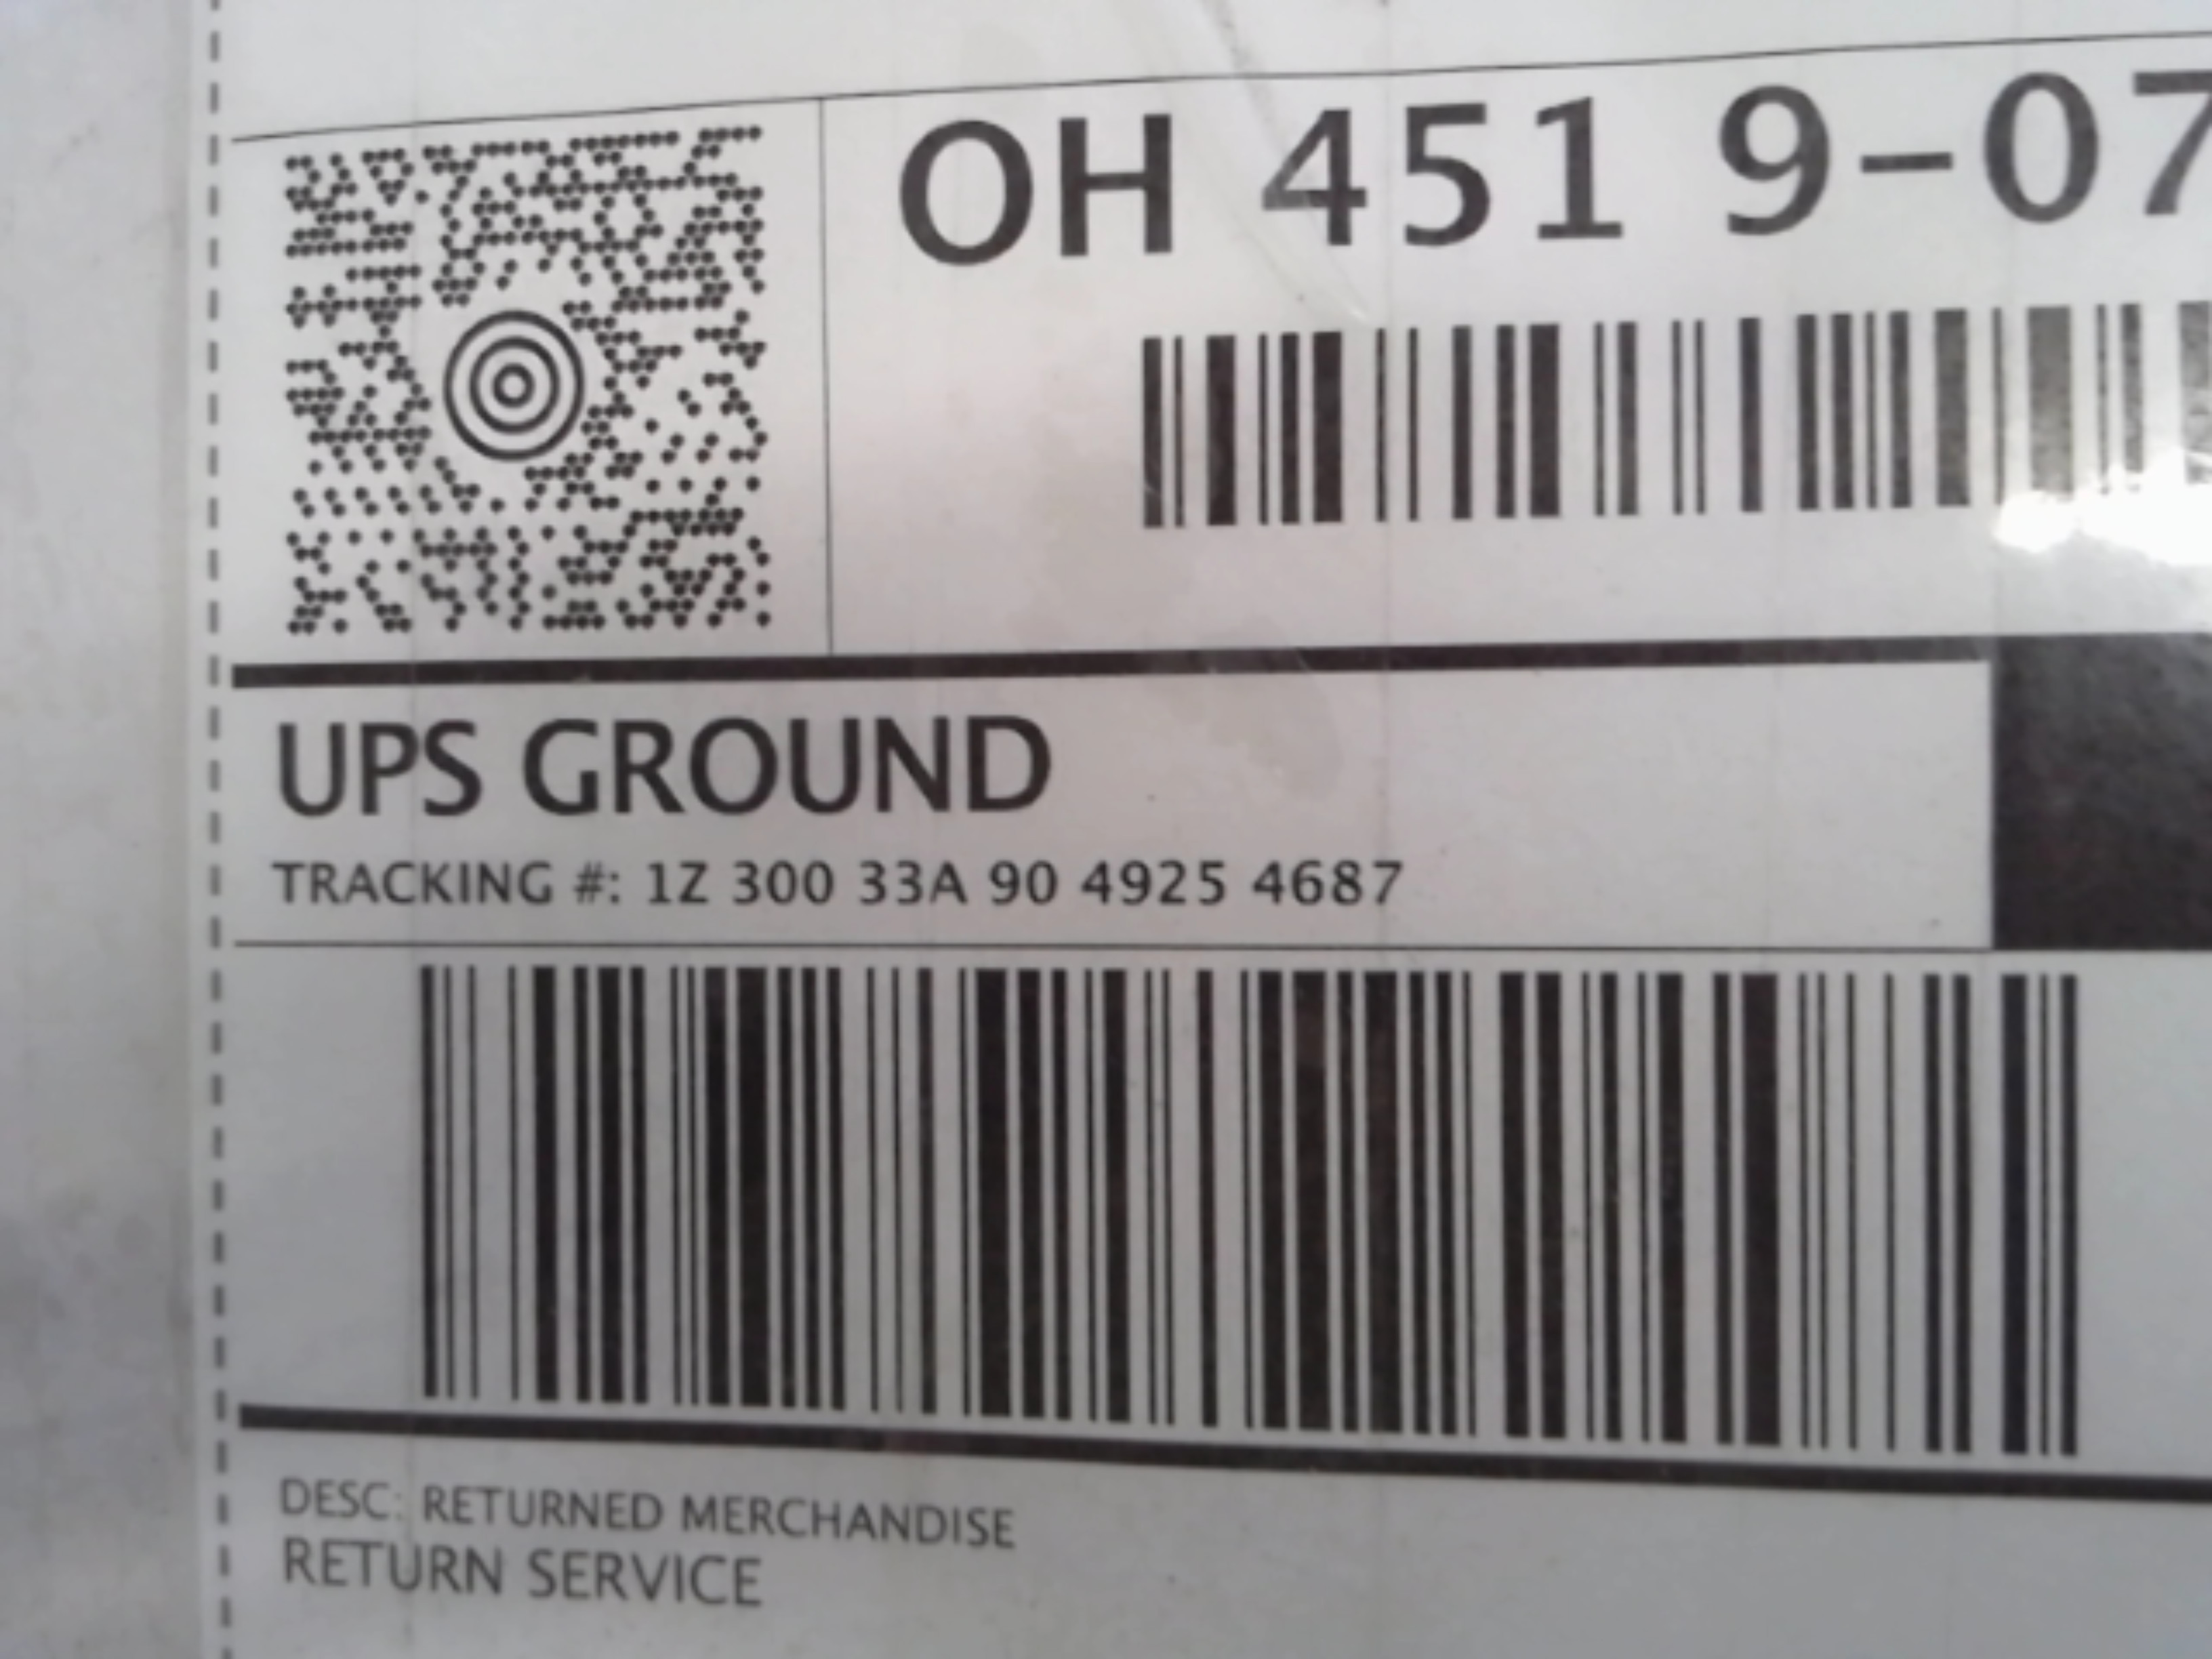 OH 451 9-07
UPS GROUND
TRACKING #: 1Z 300 33A 90 4925 4687
DESC: RETURNED MERCHANDISE
RETURN SERVICE